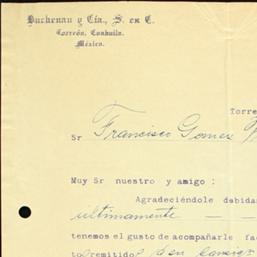 Buchenau y Cía., S. en C.
Torreón, Coahuila.
México.
Torre
Sr Francisco Gomez
Muy Sr nuestro y amigo :
Agradeciéndole debida
ultimamente — —
tenemos el gusto de acompañarle fa
to remitido